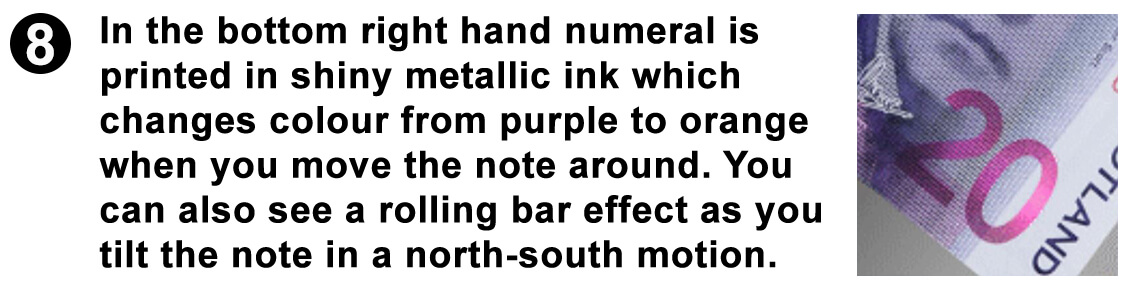 8
In the bottom right hand numeral is
printed in shiny metallic ink which
changes colour from purple to orange
when you move the note around. You
can also see a rolling bar effect as you
tilt the note in a north-south motion.
20